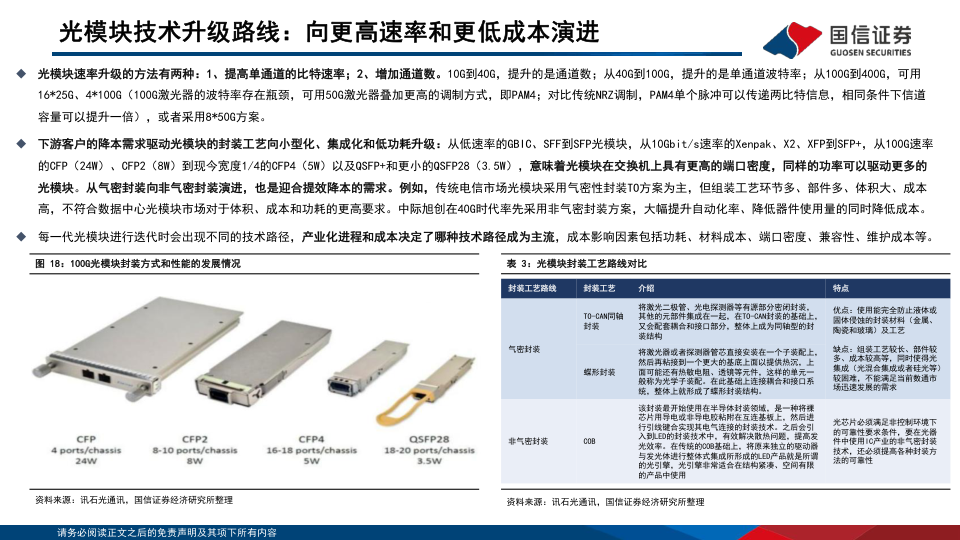 光模块技术升级路线：向更高速率和更低成本演进
国信证券
GUOSEN SECURITIES
◆ 光模块速率升级的方法有两种：1、提高单通道的比特速率；2、增加通道数。10G到40G，提升的是通道数；从40G到100G，提升的是单通道波特率；从100G到400G，可用
16*25G、4*100G（100G激光器的波特率存在瓶颈，可用50G激光器叠加更高的调制方式，即PAM4；对比传统NRZ调制，PAM4单个脉冲可以传递两比特信息，相同条件下信道
容量可以提升一倍），或者采用8*50G方案。
◆ 下游客户的降本需求驱动光模块的封装工艺向小型化、集成化和低功耗升级：从低速率的GBIC、SFF到SFP光模块，从10Gbit/s速率的Xenpak、X2、XFP到SFP+，从100G速率
的CFP（24W）、CFP2（8W）到现今宽度1/4的CFP4（5W）以及QSFP+和更小的QSFP28（3.5W），意味着光模块在交换机上具有更高的端口密度，同样的功率可以驱动更多的
光模块。从气密封装向非气密封装演进，也是迎合提效降本的需求。例如，传统电信市场光模块采用气密性封装TO方案为主，但组装工艺环节多、部件多、体积大、成本
高，不符合数据中心光模块市场对于体积、成本和功耗的更高要求。中际旭创在40G时代率先采用非气密封装方案，大幅提升自动化率、降低器件使用量的同时降低成本。
◆ 每一代光模块进行迭代时会出现不同的技术路径，产业化进程和成本决定了哪种技术路径成为主流，成本影响因素包括功耗、材料成本、端口密度、兼容性、维护成本等。
图 18：100G光模块封装方式和性能的发展情况
CFP
4 ports/chassis
24W
CFP2
8-10 ports/chassis
8W
CFP4
16-18 ports/chassis
5W
QSFP28
18-20 ports/chassis
3.5W
资料来源：讯石光通讯，国信证券经济研究所整理
表 3：光模块封装工艺路线对比
封装工艺路线 封装工艺 介绍 特点
气密封装
TO-CAN同轴
封装
将激光二极管、光电探测器等有源部分密闭封装，
其他的元部件集成在一起。在TO-CAN封装的基础上，
又会配套耦合和接口部分，整体上成为同轴型的封
装结构
蝶形封装
将激光器或者探测器管芯直接安装在一个子装配上，
然后再粘接到一个更大的基底上面以提供热沉，上
面可能还有热敏电阻、透镜等元件，这样的单元一
般称为光学子装配。在此基础上连接耦合和接口系
统，整体上就形成了蝶形封装结构。
优点：使用能完全防止液体或
固体侵蚀的封装材料（金属、
陶瓷和玻璃）及工艺
缺点：组装工艺较长、部件较
多、成本较高等，同时使得光
集成（光混合集成或者硅光等）
较困难，不能满足当前数通市
场迅速发展的需求
非气密封装
COB
该封装最开始使用在半导体封装领域，是一种将裸
芯片用导电或非导电胶粘附在互连基板上，然后进
行引线键合实现其电气连接的封装技术。之后会引
入到LED的封装技术中，有效解决散热问题，提高发
光效率。在传统的COB基础上，将原来独立的驱动器
与发光体进行整体式集成所形成的LED产品就是所谓
的光引擎，光引擎非常适合在结构紧凑、空间有限
的产品中使用
光芯片必须满足非控制环境下
的可靠性要求条件，要在光器
件中使用IC产业的非气密封装
技术，还必须提高各种封装方
法的可靠性
资料来源：讯石光通讯，国信证券经济研究所整理
请务必阅读正文之后的免责声明及其项下所有内容